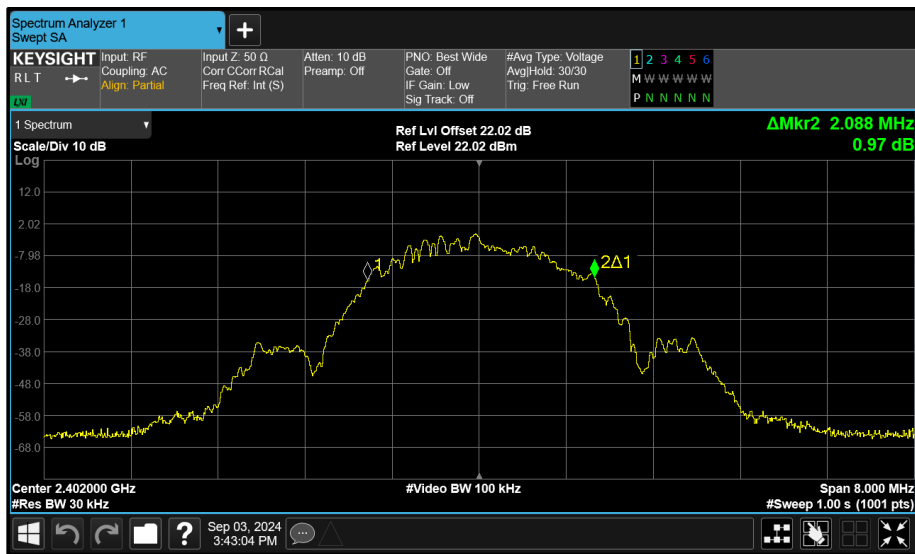 Spectrum Analyzer 1
Swept SA
KEYSIGHT
R L T
LXI
Input: RF
Coupling: AC
Align: Partial
Input Z: 50 Ω
Corr CCorr RCal
Freq Ref: Int (S)
Atten: 10 dB
Preamp: Off
PNO: Best Wide
Gate: Off
IF Gain: Low
Sig Track: Off
#Avg Type: Voltage
Avg|Hold: 30/30
Trig: Free Run
1 2 3 4 5 6
M W W W W W
P N N N N N
1 Spectrum
Scale/Div 10 dB
Ref Lvl Offset 22.02 dB
Ref Level 22.02 dBm
ΔMkr2 2.088 MHz
0.97 dB
Log
12.0
2.02
-7.98
-18.0
-28.0
-38.0
-48.0
-58.0
-68.0
1
2Δ1
Center 2.402000 GHz
#Video BW 100 kHz
Span 8.000 MHz
#Res BW 30 kHz
#Sweep 1.00 s (1001 pts)
?
Sep 03, 2024
3:43:04 PM